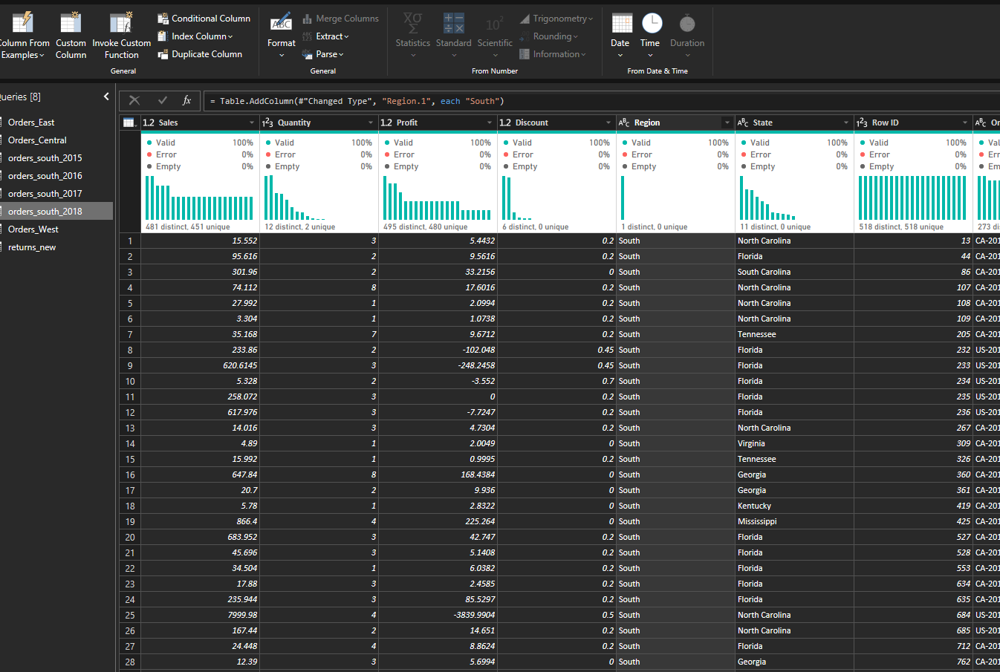 Column From
Examples
Custom
Column
Invoke Custom
Function
Conditional Column
Index Column
Duplicate Column
General
Format
ABC
Merge Columns
ABC
123
Extract
Parse
General
Statistics
Standard
10²
Scientific
Trigonometry
Rounding
Information
From Number
Date
Time
Duration
From Date & Time
ueries [8]
Orders_East
Orders_Central
orders_south_2015
orders_south_2016
orders_south_2017
orders_south_2018
Orders_West
returns_new
fx
= Table.AddColumn(#"Changed Type", "Region.1", each "South")
1.2 Sales 1²3 Quantity 1.2 Profit 1.2 Discount ABC Region ABC State 1²3 Row ID ABC Or
Valid 100% Valid 100% Valid 100% Valid 100% Valid 100% Valid 100% Valid 100% Val
Error 0% Error 0% Error 0% Error 0% Error 0% Error 0% Error 0% Err
Empty 0% Empty 0% Empty 0% Empty 0% Empty 0% Empty 0% Empty 0% Em
481 distinct, 451 unique 12 distinct, 2 unique 495 distinct, 480 unique 6 distinct, 0 unique 1 distinct, 0 unique 11 distinct, 0 unique 518 distinct, 518 unique 273 di
1 15.552 3 5.4432 0.2 South North Carolina 13 CA-201
2 95.616 2 9.5616 0.2 South Florida 44 CA-201
3 301.96 2 33.2156 0 South South Carolina 86 CA-201
4 74.112 8 17.6016 0.2 South North Carolina 107 CA-201
5 27.992 1 2.0994 0.2 South North Carolina 108 CA-201
6 3.304 1 1.0738 0.2 South North Carolina 109 CA-201
7 35.168 7 9.6712 0.2 South Tennessee 205 CA-201
8 233.86 2 -102.048 0.45 South Florida 232 US-201
9 620.6145 3 -248.2458 0.45 South Florida 233 US-201
10 5.328 2 -3.552 0.7 South Florida 234 US-201
11 258.072 3 0 0.2 South Florida 235 US-201
12 617.976 3 -7.7247 0.2 South Florida 236 US-201
13 14.016 3 4.7304 0.2 South North Carolina 267 CA-201
14 4.89 1 2.0049 0 South Virginia 309 CA-201
15 15.992 1 0.9995 0.2 South Tennessee 326 CA-201
16 647.84 8 168.4384 0 South Georgia 360 CA-201
17 20.7 2 9.936 0 South Georgia 361 CA-201
18 5.78 1 2.8322 0 South Kentucky 419 CA-201
19 866.4 4 225.264 0 South Mississippi 425 CA-201
20 683.952 3 42.747 0.2 South Florida 527 CA-201
21 45.696 3 5.1408 0.2 South Florida 528 CA-201
22 34.504 1 6.0382 0.2 South Florida 553 CA-201
23 17.88 3 2.4585 0.2 South Florida 634 CA-201
24 235.944 3 85.5297 0.2 South Florida 635 CA-201
25 7999.98 4 -3839.9904 0.5 South North Carolina 684 US-201
26 167.44 2 14.651 0.2 South North Carolina 685 US-201
27 24.448 4 8.8624 0.2 South Florida 712 CA-201
28 12.39 3 5.6994 0 South Georgia 762 CA-201